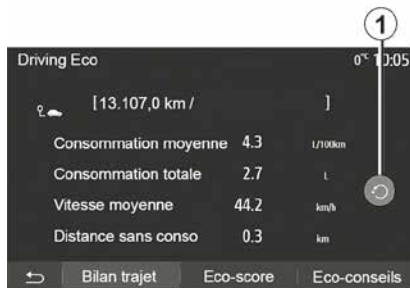 1
Driving Eco 0°C 10:05
[13.107,0 km / ]
Consommation moyenne 4.3 L/100km
Consommation totale 2.7 L
Vitesse moyenne 44.2 km/h
Distance sans conso 0.3 km
Bilan trajet Eco-score Eco-conseils